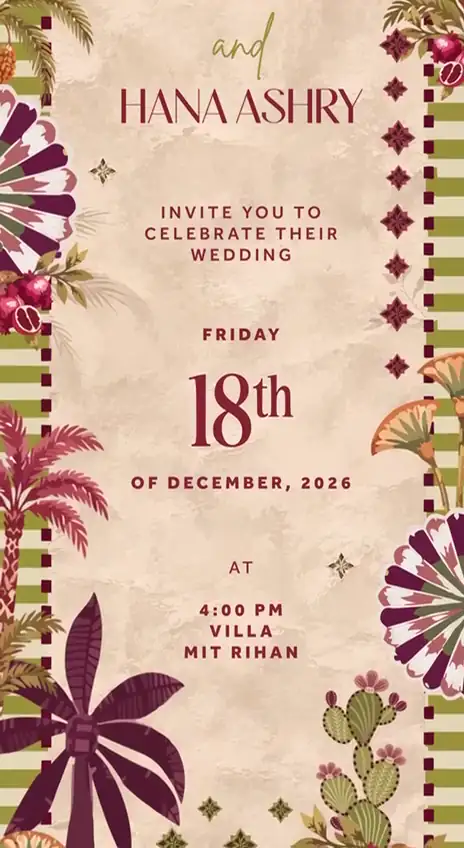 and
HANA ASHRY
INVITE YOU TO
CELEBRATE THEIR
WEDDING
FRIDAY
18th
OF DECEMBER, 2026
AT
4:00 PM
VILLA
MIT RIHAN